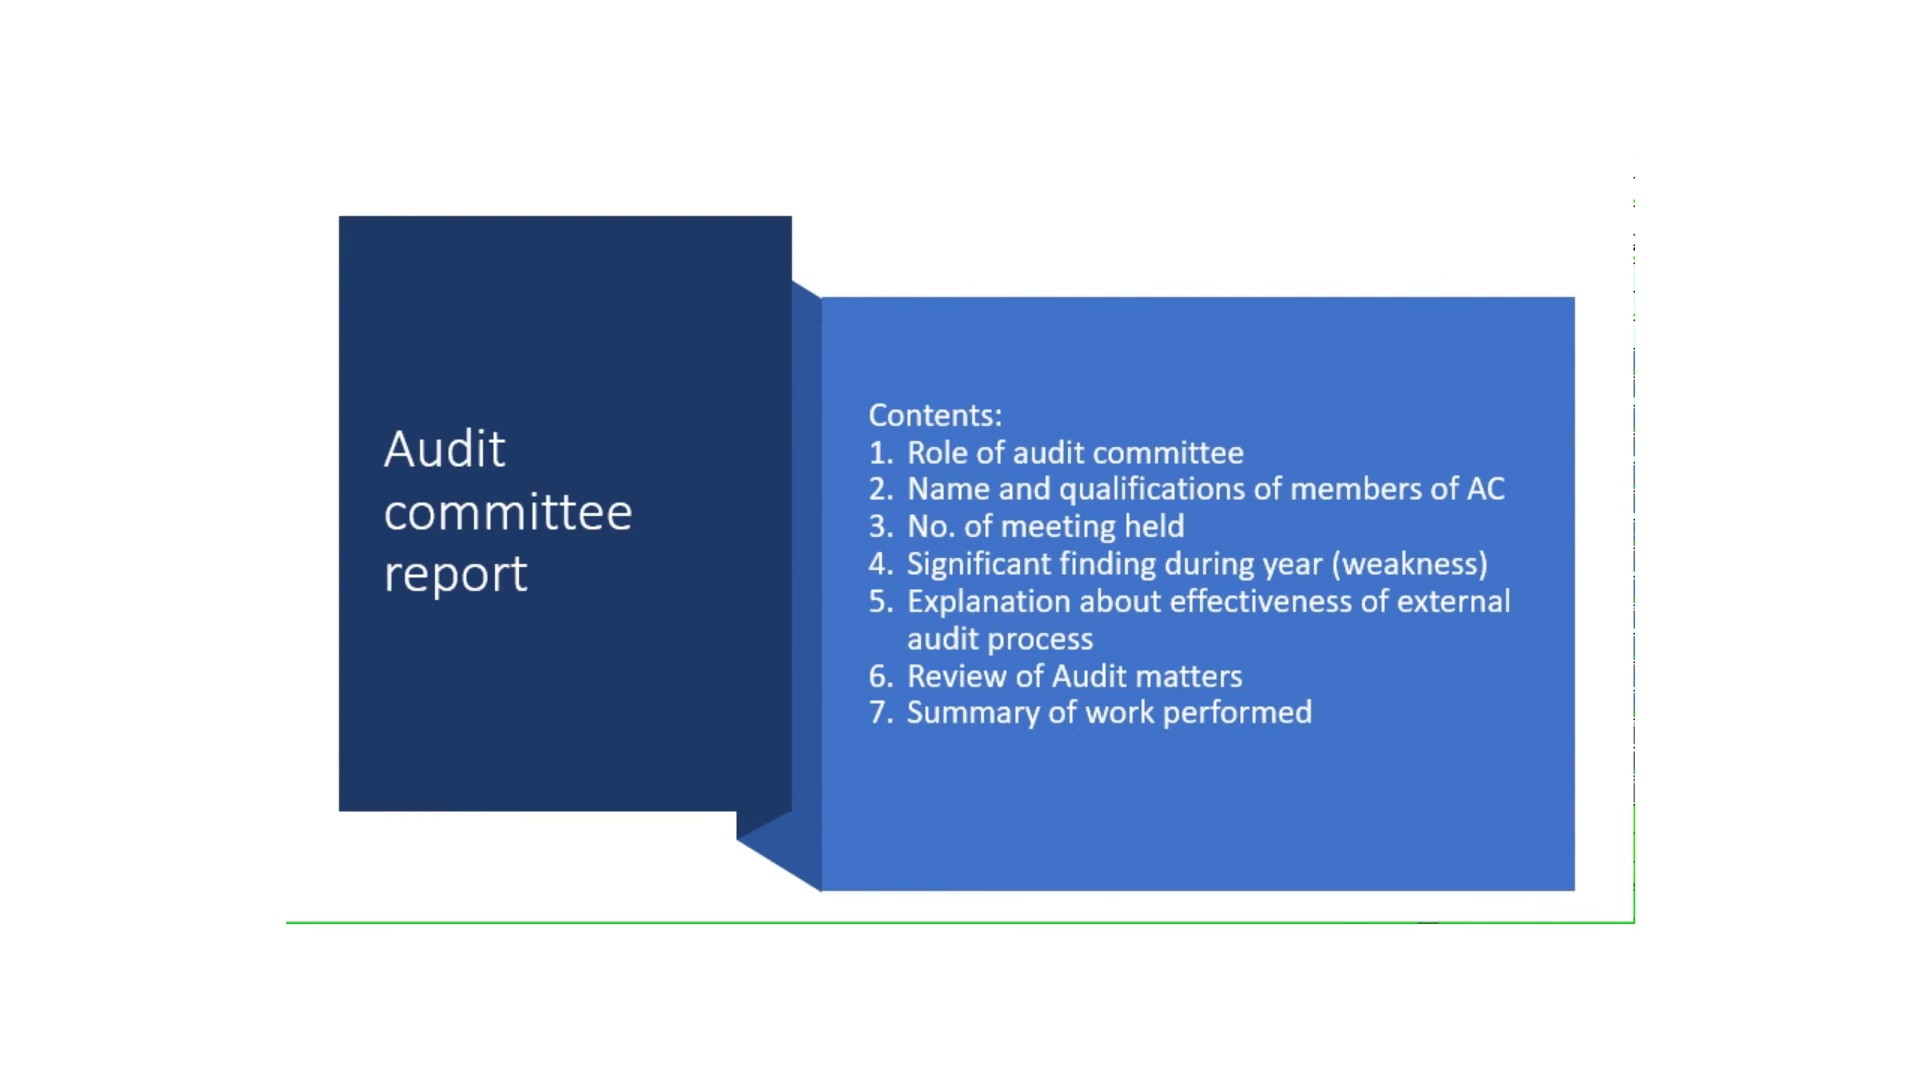 Audit
committee
report
Contents:
1. Role of audit committee
2. Name and qualifications of members of AC
3. No. of meeting held
4. Significant finding during year (weakness)
5. Explanation about effectiveness of external
audit process
6. Review of Audit matters
7. Summary of work performed